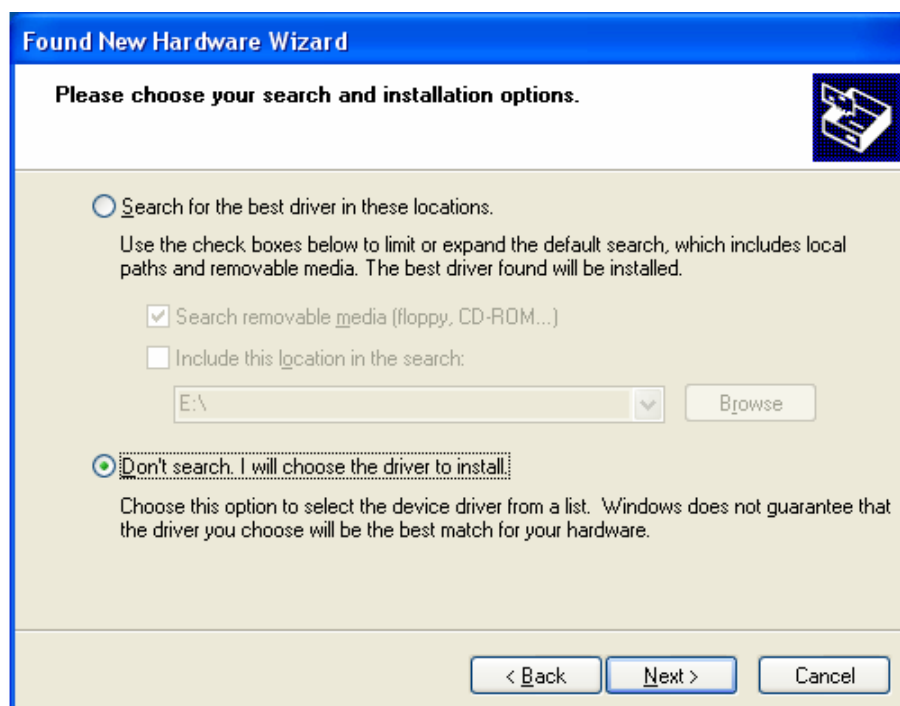 Found New Hardware Wizard
Please choose your search and installation options.
Search for the best driver in these locations.
Use the check boxes below to limit or expand the default search, which includes local
paths and removable media. The best driver found will be installed.
Search removable media (floppy, CD-ROM...)
Include this location in the search:
E:\
Browse
Don't search. I will choose the driver to install.
Choose this option to select the device driver from a list. Windows does not guarantee that
the driver you choose will be the best match for your hardware.
< Back Next > Cancel